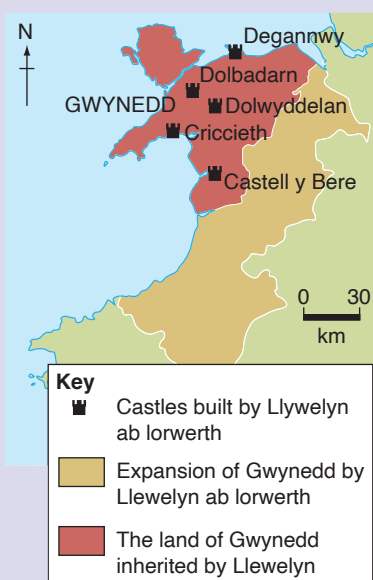 N
Degannwy
Dolbadarn
GWYNEDD
Dolwyddelan
Criccieth
Castell y Bere
0 30
km
Key
Castles built by Llywelyn
ab lorwerth
Expansion of Gwynedd by
Llewelyn ab lorwerth
The land of Gwynedd
inherited by Llewelyn